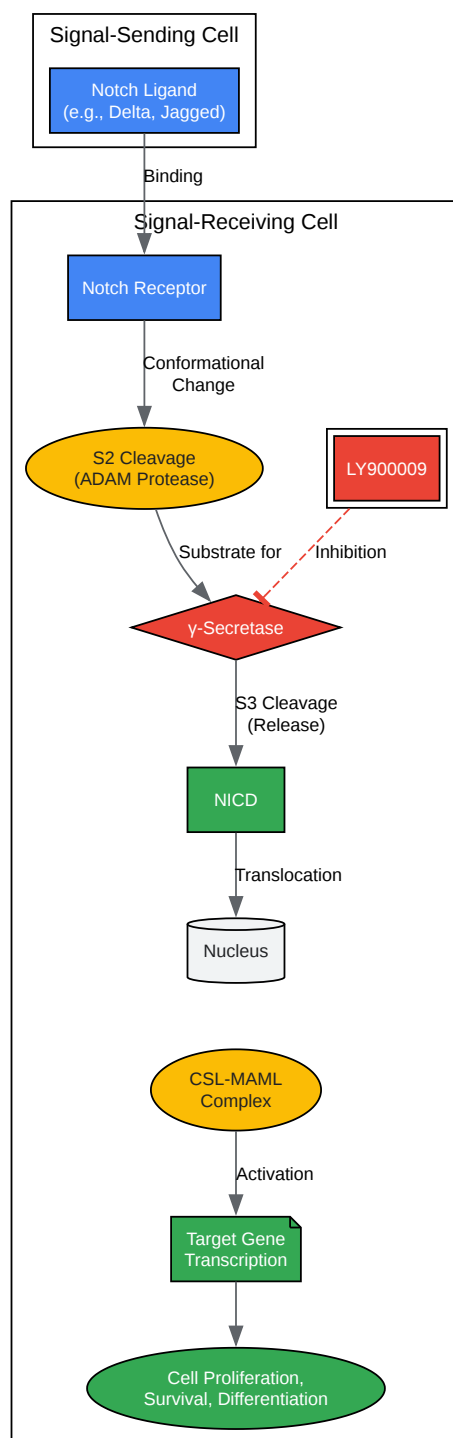 Signal-Sending Cell
Notch Ligand
(e.g., Delta, Jagged)
Binding
Signal-Receiving Cell
Notch Receptor
Conformational
Change
S2 Cleavage
(ADAM Protease)
LY900009
Substrate for
Inhibition
γ-Secretase
S3 Cleavage
(Release)
NICD
Translocation
Nucleus
CSL-MAML
Complex
Activation
Target Gene
Transcription
Cell Proliferation,
Survival, Differentiation